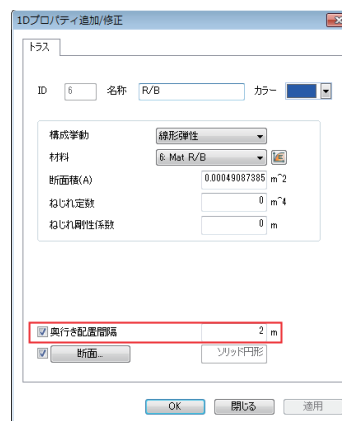 1Dプロパティ追加/修正
トラス
ID 6 名称 R/B カラー
構成挙動 線形弾性
材料 6: Mat R/B
断面積(A) 0.00049087385 m^2
ねじれ定数 0 m^4
ねじれ剛性係数 0 m
奥行き配置間隔 2 m
断面... ソリッド円形
OK 閉じる 適用